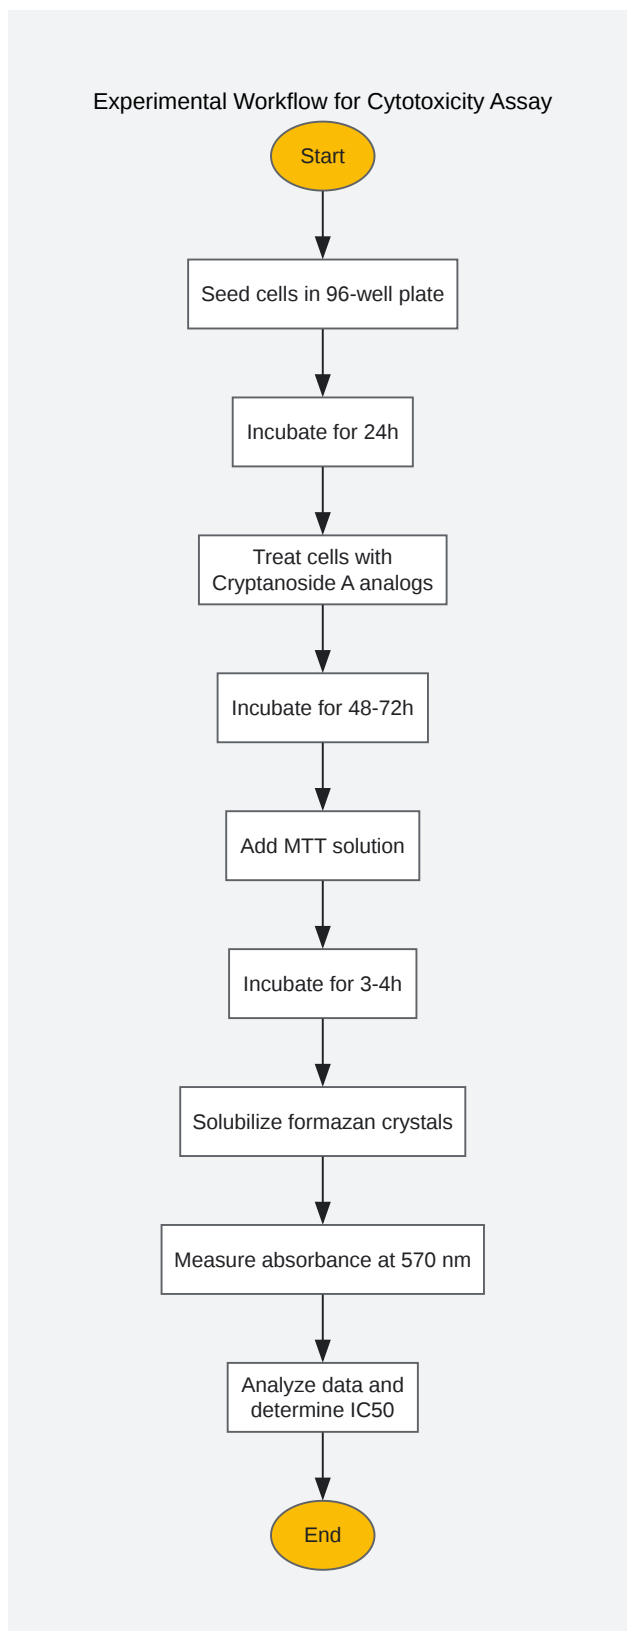 Experimental Workflow for Cytotoxicity Assay
Start
Seed cells in 96-well plate
Incubate for 24h
Treat cells with
Cryptanoside A analogs
Incubate for 48-72h
Add MTT solution
Incubate for 3-4h
Solubilize formazan crystals
Measure absorbance at 570 nm
Analyze data and
determine IC50
End